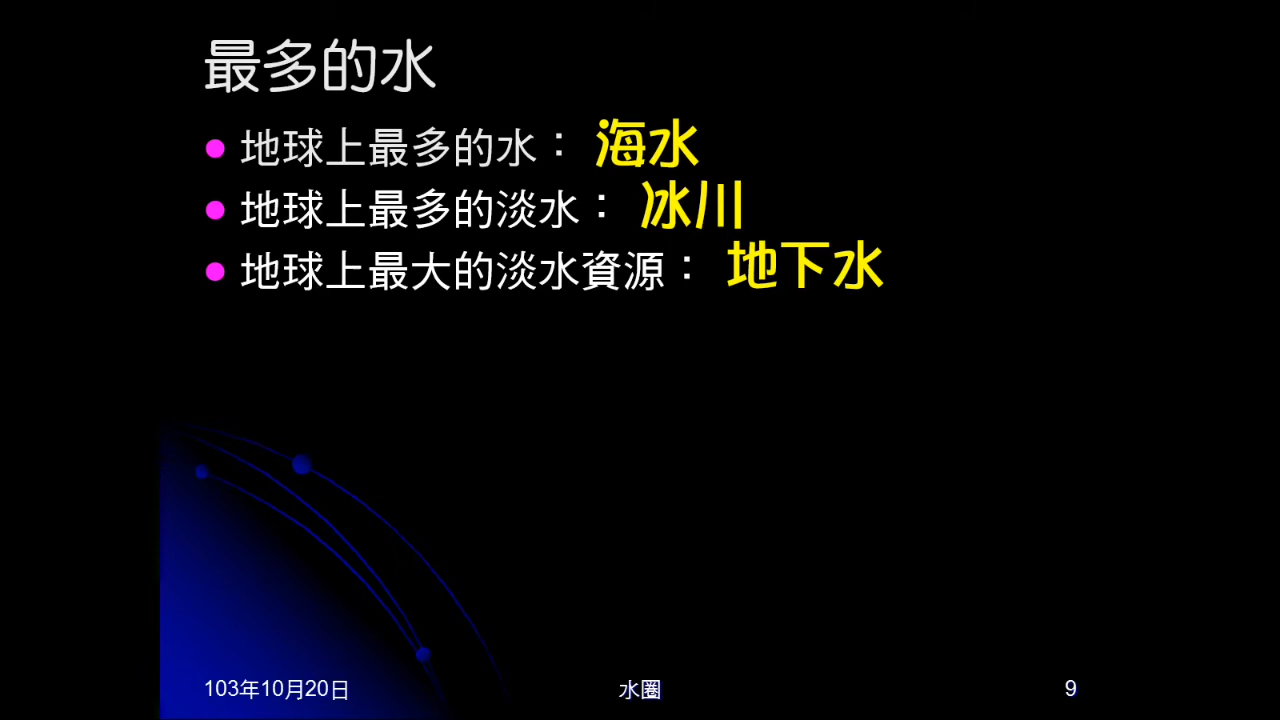 最多的水
地球上最多的水： 海水
地球上最多的淡水： 冰川
地球上最大的淡水資源： 地下水
103年10月20日 水圈 9